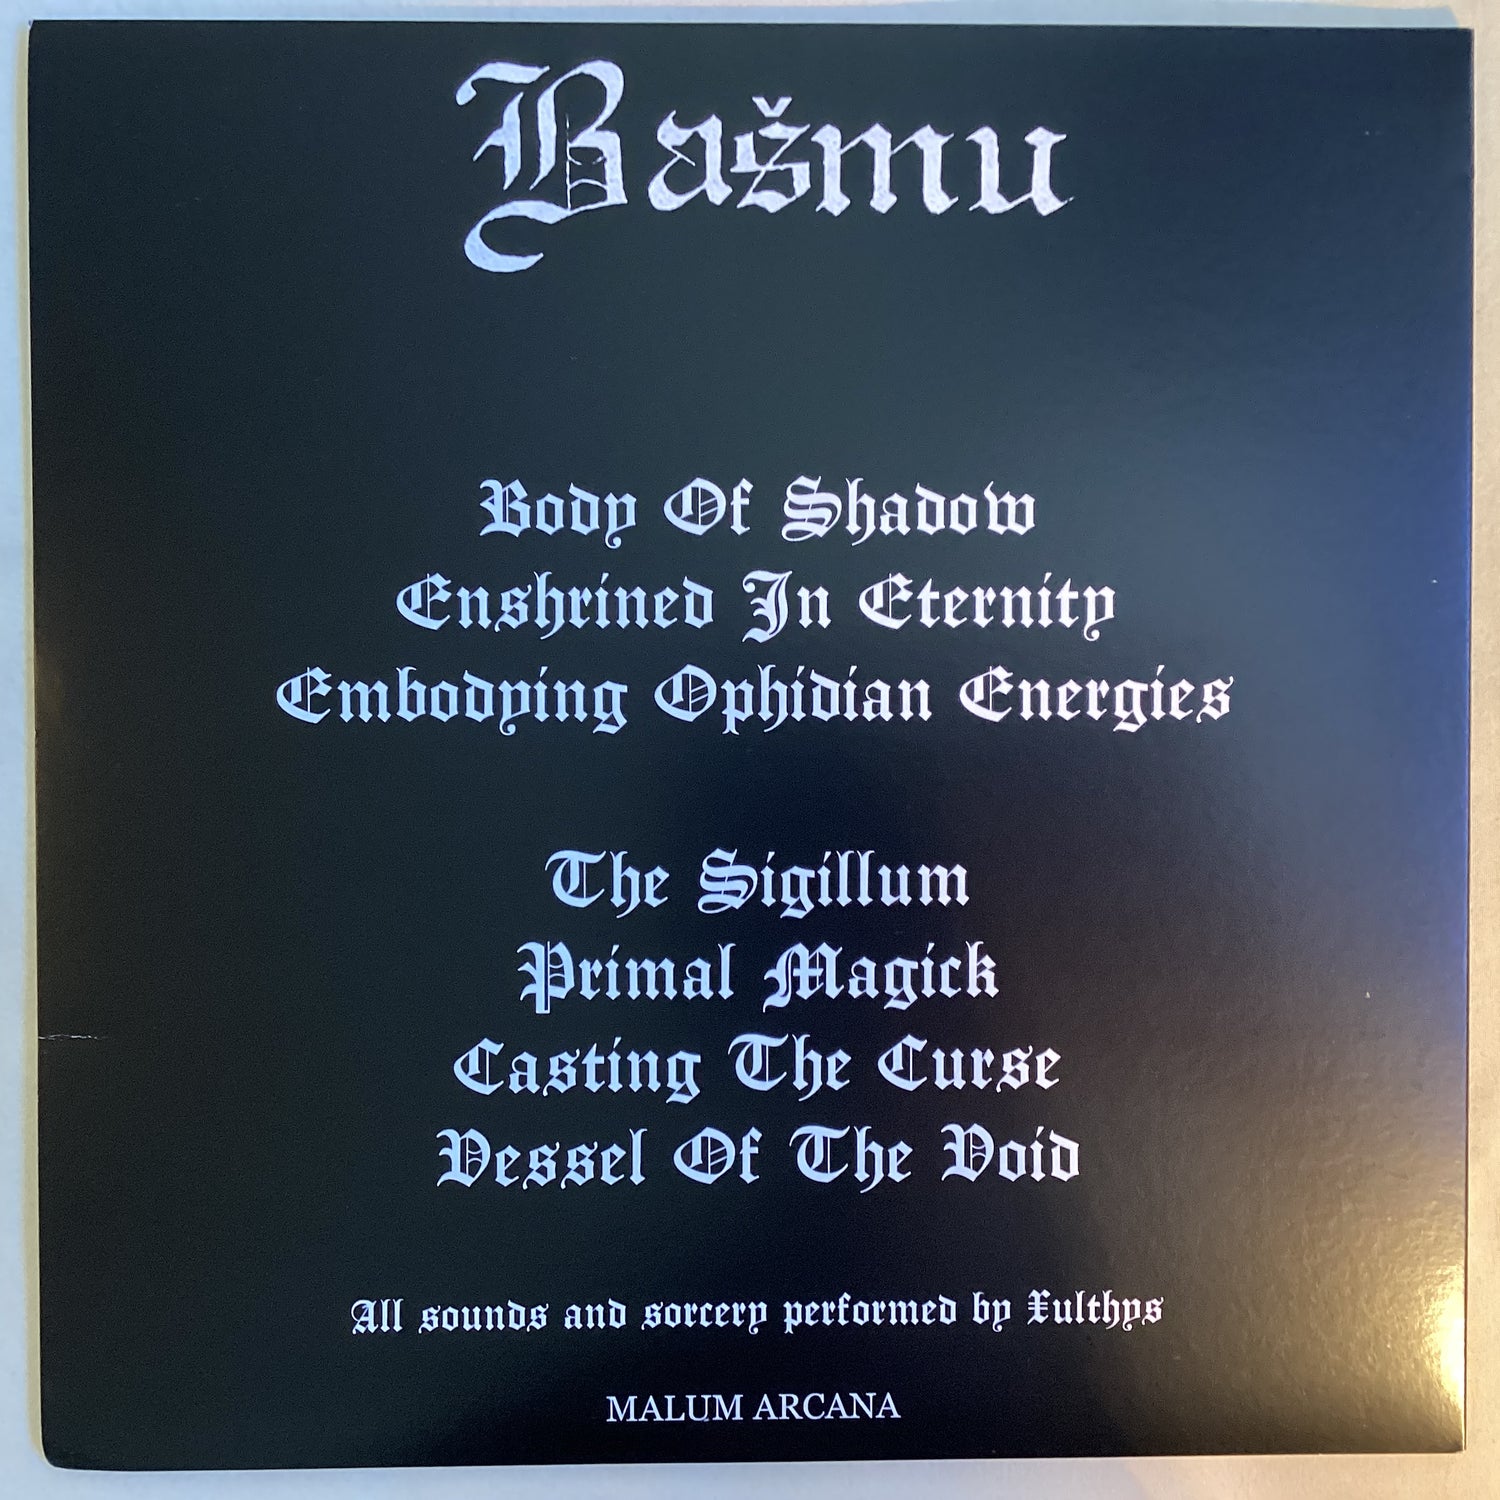 Bašmu
Body Of Shadow
Enshrined In Eternity
Embodying Ophidian Energies
The Sigillum
Primal Magick
Casting The Curse
Vessel Of The Void
All sounds and sorcery performed by Xulthys
MALUM ARCANA